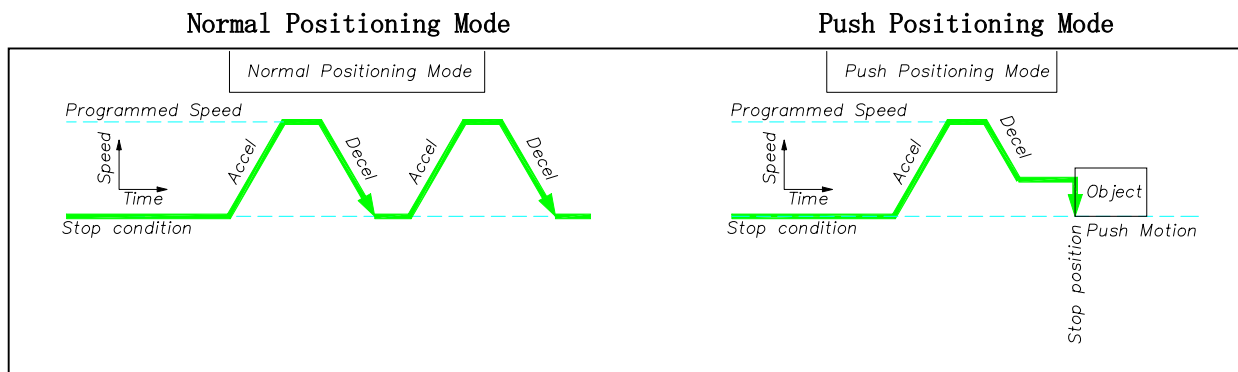 Normal Positioning Mode
Normal Positioning Mode
Programmed Speed
Speed
Time
Accel
Decel
Accel
Decel
Stop condition
Push Positioning Mode
Push Positioning Mode
Programmed Speed
Speed
Time
Accel
Decel
Object
Stop condition
Push Motion
Stop position